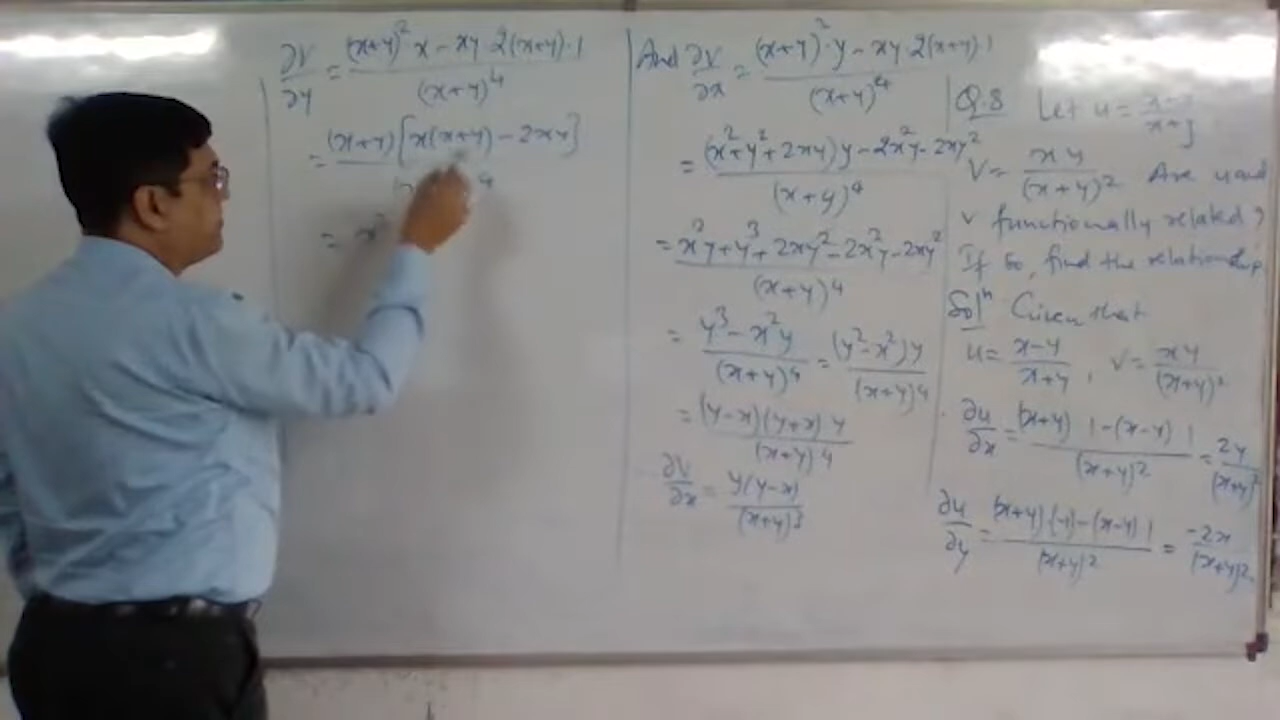 Q.8 Let u = x-y / x+y
v = xy / (x+y)² Are u and
v functionally related?
If so, find the relationship
Solⁿ Given that
u = x-y / x+y , v = xy / (x+y)²
∂u/∂x = (x+y) 1 - (x-y) 1 / (x+y)² = 2y / (x+y)²
∂u/∂y = (x+y)(-1) - (x-y) 1 / (x+y)² = -2x / (x+y)²
And ∂v/∂x = (x+y)²·y - xy·2(x+y)·1 / (x+y)⁴
= (x²+y²+2xy)y - 2x²y - 2xy² / (x+y)⁴
= x²y + y³ + 2xy² - 2x²y - 2xy² / (x+y)⁴
= y³ - x²y / (x+y)⁴ = (y²-x²)y / (x+y)⁴
= (y-x)(y+x) y / (x+y)⁴
∂v/∂x = y(y-x) / (x+y)³
∂v/∂y = (x+y)² x - xy·2(x+y)·1 / (x+y)⁴
= (x+y)[x(x+y) - 2xy] / 4
= x²